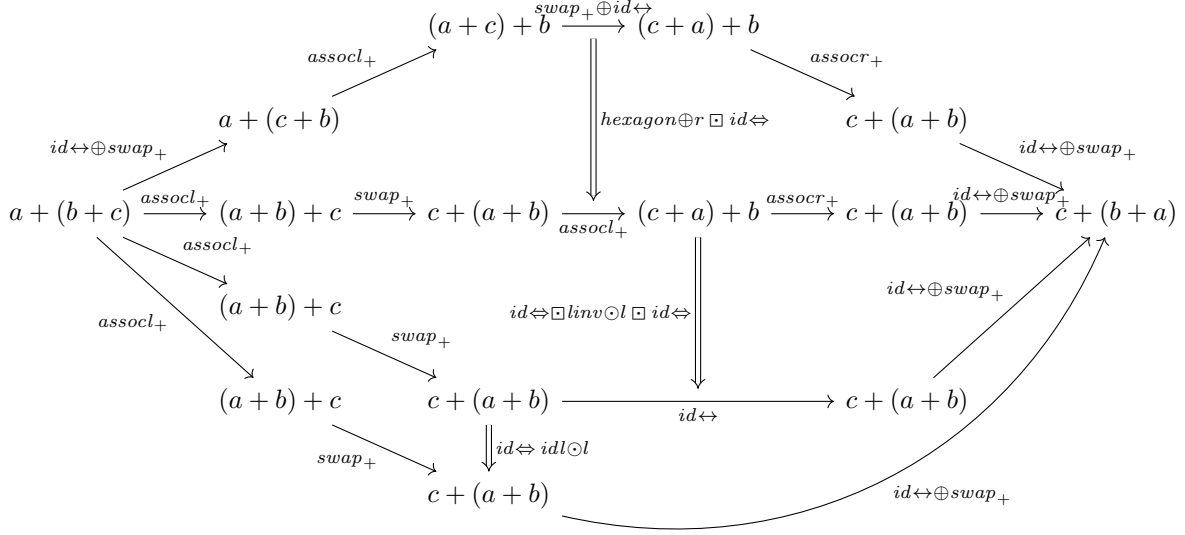 swap₊⊕id↔
(a + c) + b (c + a) + b
assocl₊ assocr₊
a + (c + b) c + (a + b)
hexagon⊕r ⊡ id⇔
id↔⊕swap₊ id↔⊕swap₊
assocl₊ swap₊ assocr₊ id↔⊕swap₊
a + (b + c) (a + b) + c c + (a + b) (c + a) + b c + (a + b) c + (b + a)
assocl₊
assocl₊
id↔⊕swap₊
(a + b) + c
id⇔⊡linv⊙l ⊡ id⇔
assocl₊
swap₊
(a + b) + c c + (a + b) c + (a + b)
id↔
id⇔ idl⊙l
swap₊
c + (a + b)
id↔⊕swap₊